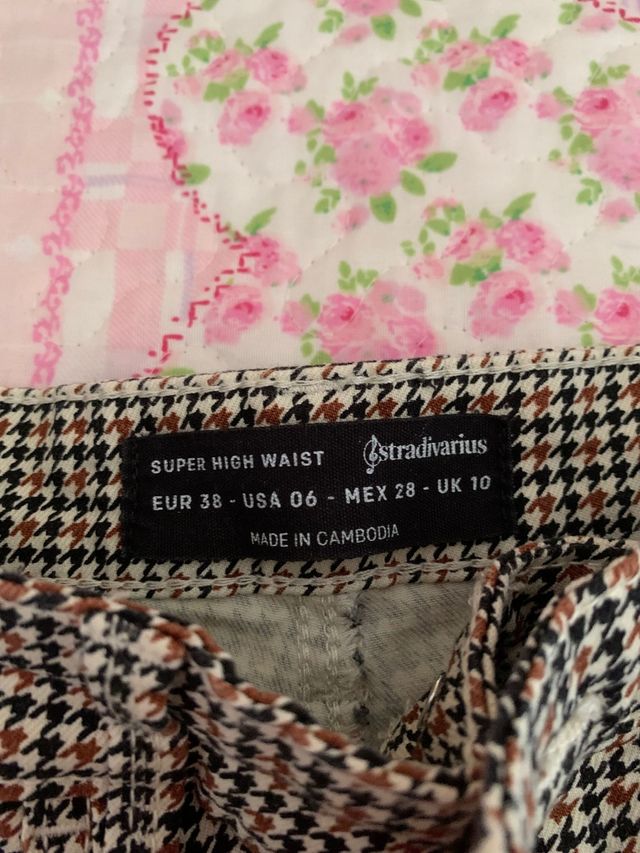 SUPER HIGH WAIST stradivarius
EUR 38 - USA 06 - MEX 28 - UK 10
MADE IN CAMBODIA